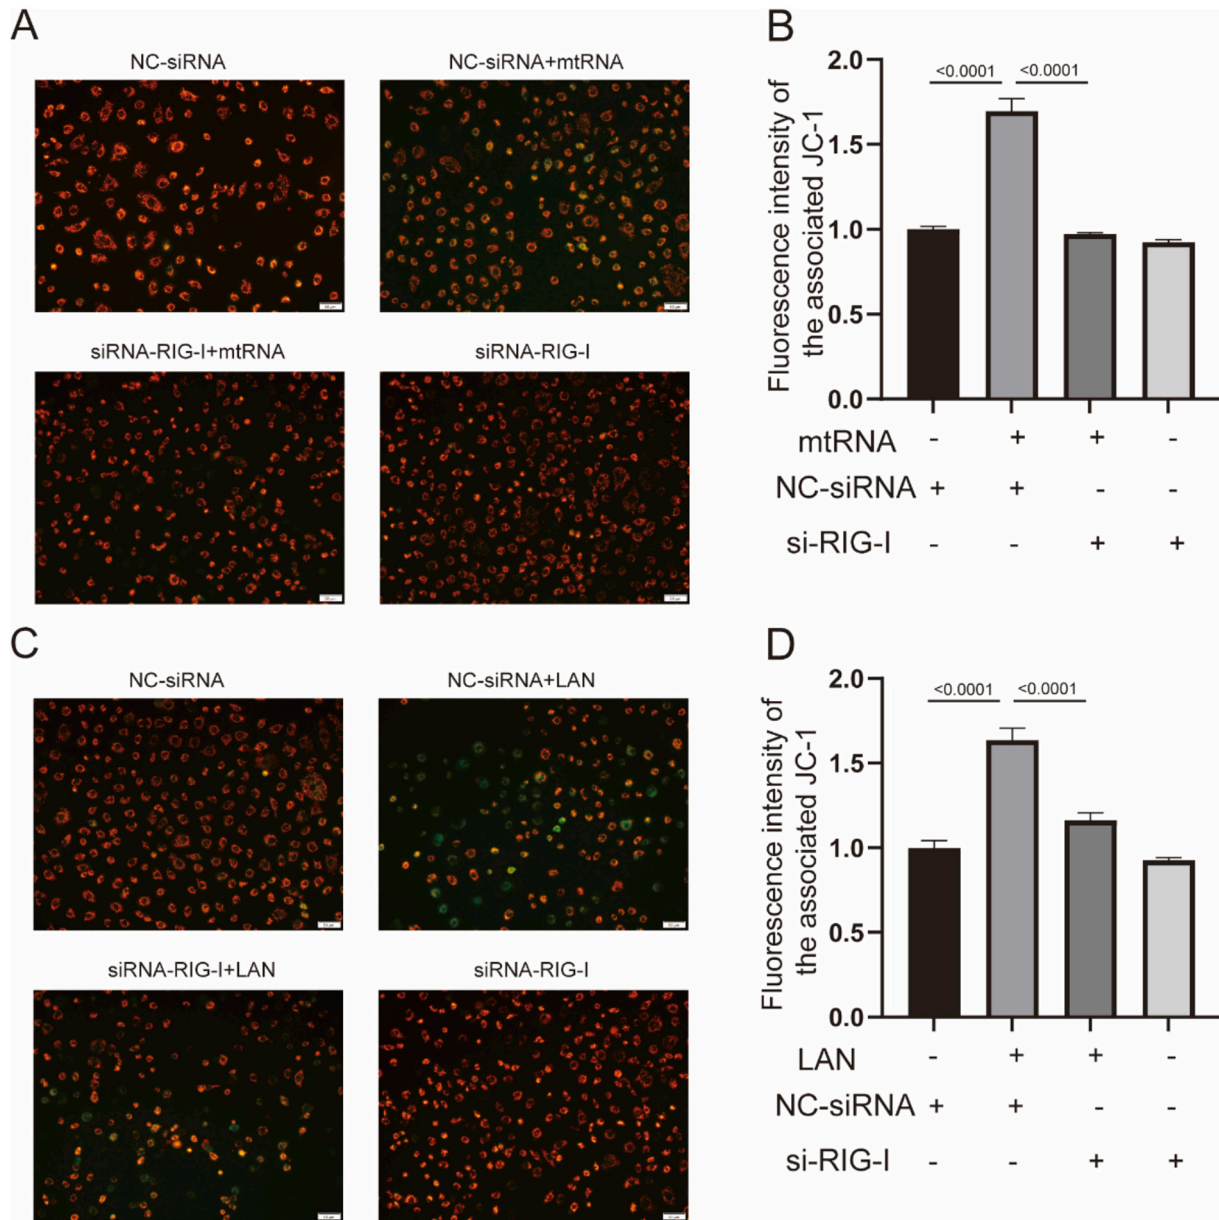 A
NC-siRNA
NC-siRNA+mtRNA
siRNA-RIG-I+mtRNA
siRNA-RIG-I
B
Fluorescence intensity of
the associated JC-1
2.0
1.5
1.0
0.5
0.0
<0.0001 <0.0001
mtRNA - + + -
NC-siRNA + + - -
si-RIG-I - - + +
C
NC-siRNA
NC-siRNA+LAN
siRNA-RIG-I+LAN
siRNA-RIG-I
D
Fluorescence intensity of
the associated JC-1
2.0
1.5
1.0
0.5
0.0
<0.0001 <0.0001
LAN - + + -
NC-siRNA + + - -
si-RIG-I - - + +